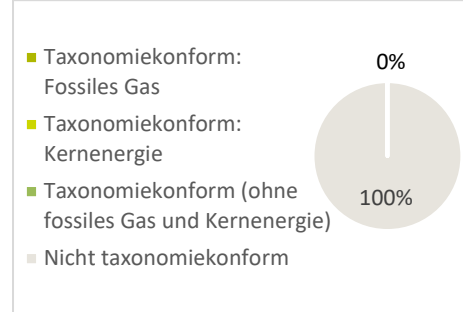 Taxonomiekonform:
Fossiles Gas
Taxonomiekonform:
Kernenergie
Taxonomiekonform (ohne
fossiles Gas und Kernenergie)
Nicht taxonomiekonform
0%
100%